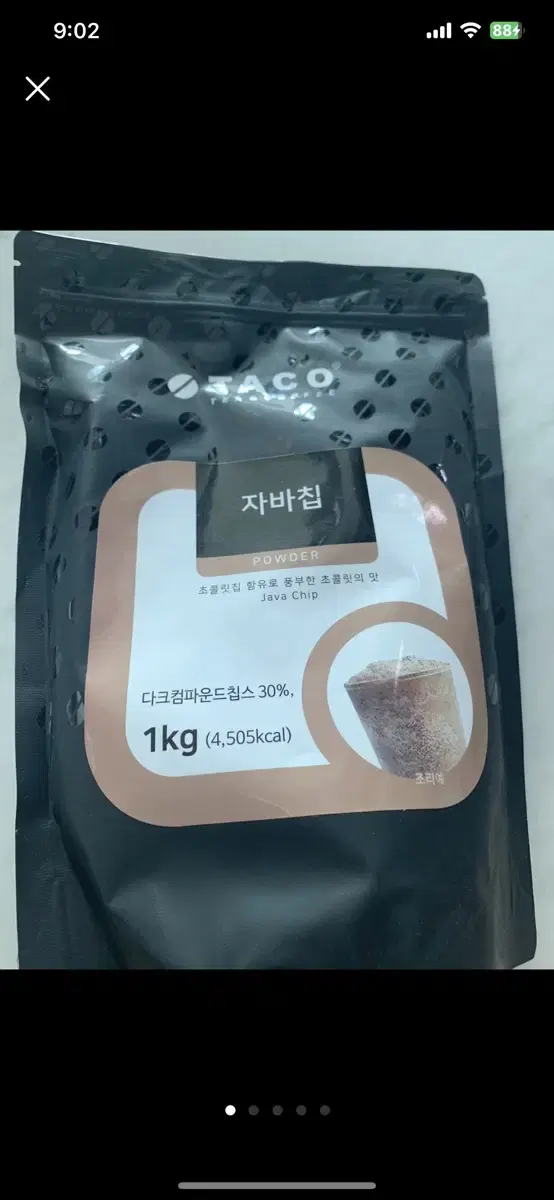 9:02
88
TACO
자바칩
POWDER
초콜릿칩 함유로 풍부한 초콜릿의 맛
Java Chip
다크컴파운드칩스 30%,
1kg (4,505kcal)
조리예